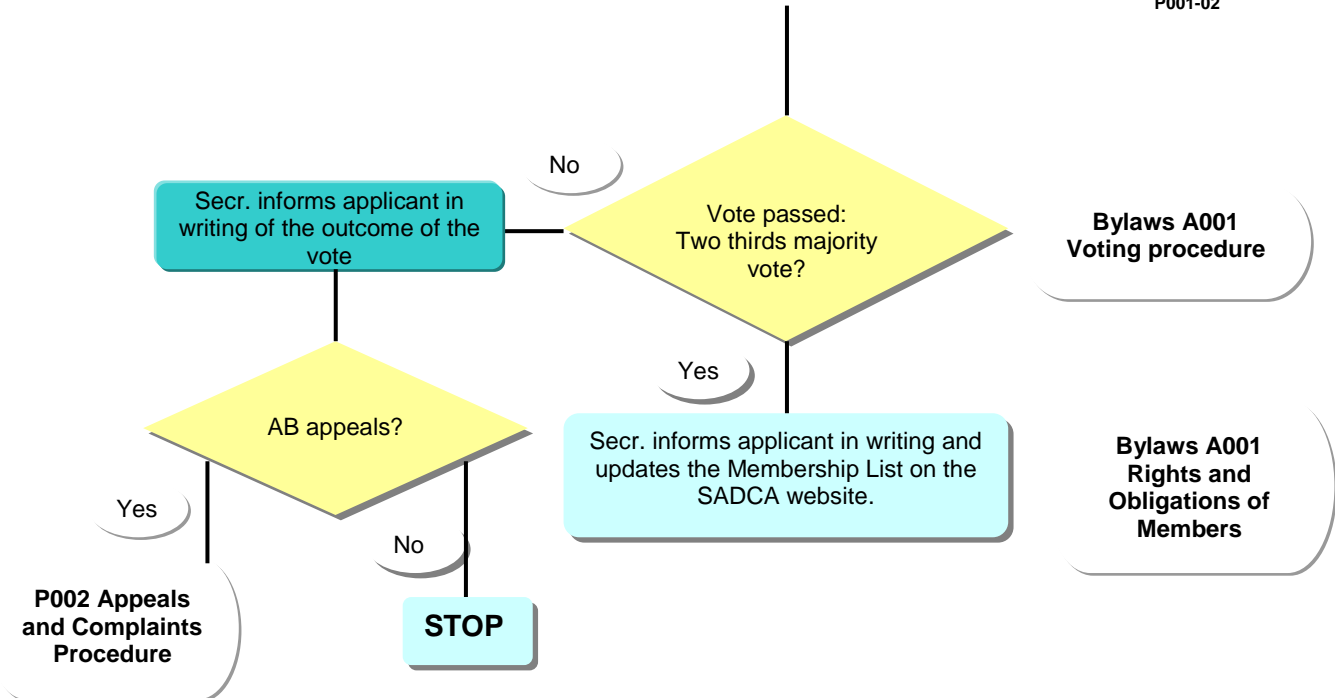 P001-02
No
Secr. informs applicant in
writing of the outcome of the
vote
Vote passed:
Two thirds majority
vote?
Bylaws A001
Voting procedure
Yes
AB appeals?
Secr. informs applicant in writing and
updates the Membership List on the
SADCA website.
Bylaws A001
Rights and
Obligations of
Members
Yes
No
P002 Appeals
and Complaints
Procedure
STOP